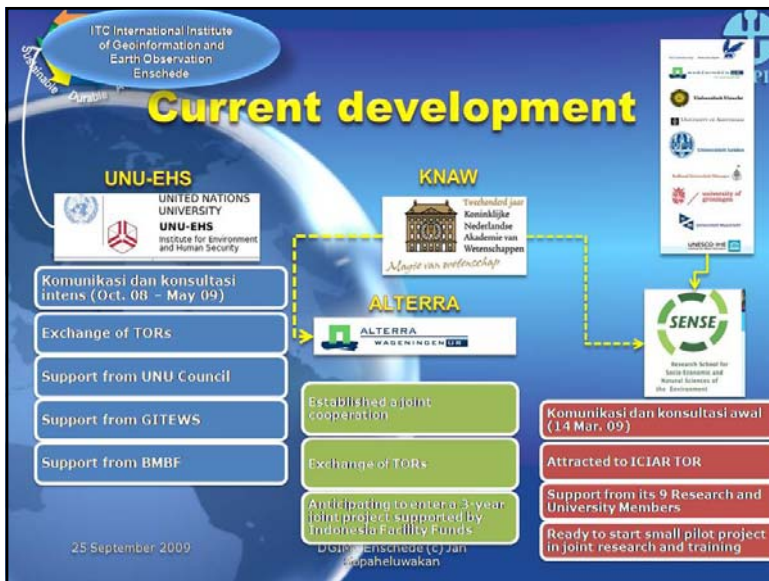 ITC International Institute
of Geoinformation and
Earth Observation
Enschede
Sustainable
Durable
Current development
UNU-EHS
UNITED NATIONS
UNIVERSITY
UNU-EHS
Institute for Environment
and Human Security
Komunikasi dan konsultasi
intens (Oct. 08 – May 09)
Exchange of TORs
Support from UNU Council
Support from GITEWS
Support from BMBF
KNAW
Tweehonderd jaar
Koninklijke
Nederlandse
Akademie van
Wetenschappen
Magie van wetenschap
ALTERRA
ALTERRA
WAGENINGEN UR
Established a joint
cooperation
Exchange of TORs
Anticipating to enter a 3-year
joint project supported by
Indonesia Facility Funds
WAGENINGEN UR
Universiteit Utrecht
UNIVERSITY OF AMSTERDAM
Universiteit Leiden
university of
groningen
UNESCO-IHE
SENSE
Research School for
Socio-Economic and
Natural Sciences of
the Environment
Komunikasi dan konsultasi awal
(14 Mar. 09)
Attracted to ICIAR TOR
Support from its 9 Research and
University Members
Ready to start small pilot project
in joint research and training
25 September 2009
Enschede (c) Jan